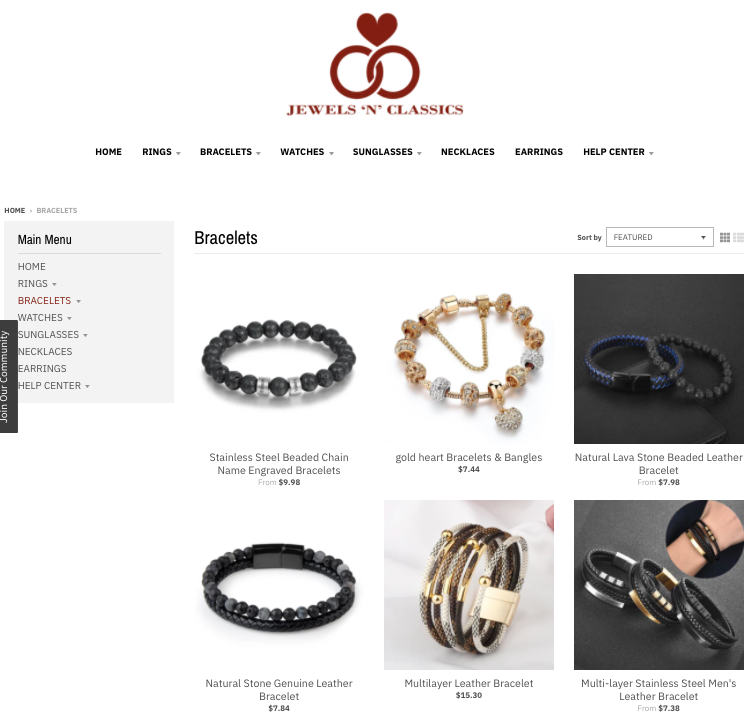 JEWELS 'N' CLASSICS
HOME RINGS BRACELETS WATCHES SUNGLASSES NECKLACES EARRINGS HELP CENTER
HOME › BRACELETS
Main Menu
HOME
RINGS
BRACELETS
WATCHES
SUNGLASSES
NECKLACES
EARRINGS
HELP CENTER
Join Our Community
Bracelets
Sort by FEATURED
Stainless Steel Beaded Chain
Name Engraved Bracelets
From $9.98
gold heart Bracelets & Bangles
$7.44
Natural Lava Stone Beaded Leather
Bracelet
From $7.98
Natural Stone Genuine Leather
Bracelet
$7.84
Multilayer Leather Bracelet
$15.30
Multi-layer Stainless Steel Men's
Leather Bracelet
From $7.38